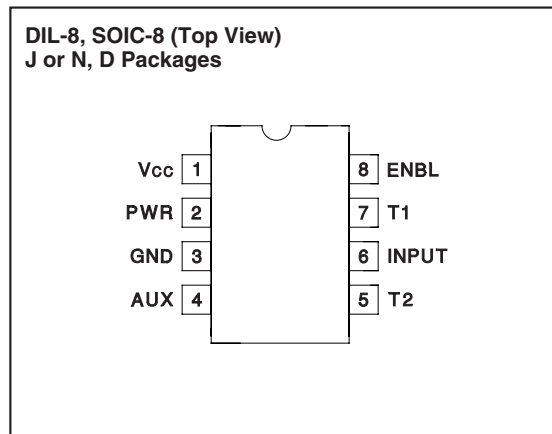 DIL-8, SOIC-8 (Top View)
J or N, D Packages
Vcc 1 8 ENBL
PWR 2 7 T1
GND 3 6 INPUT
AUX 4 5 T2